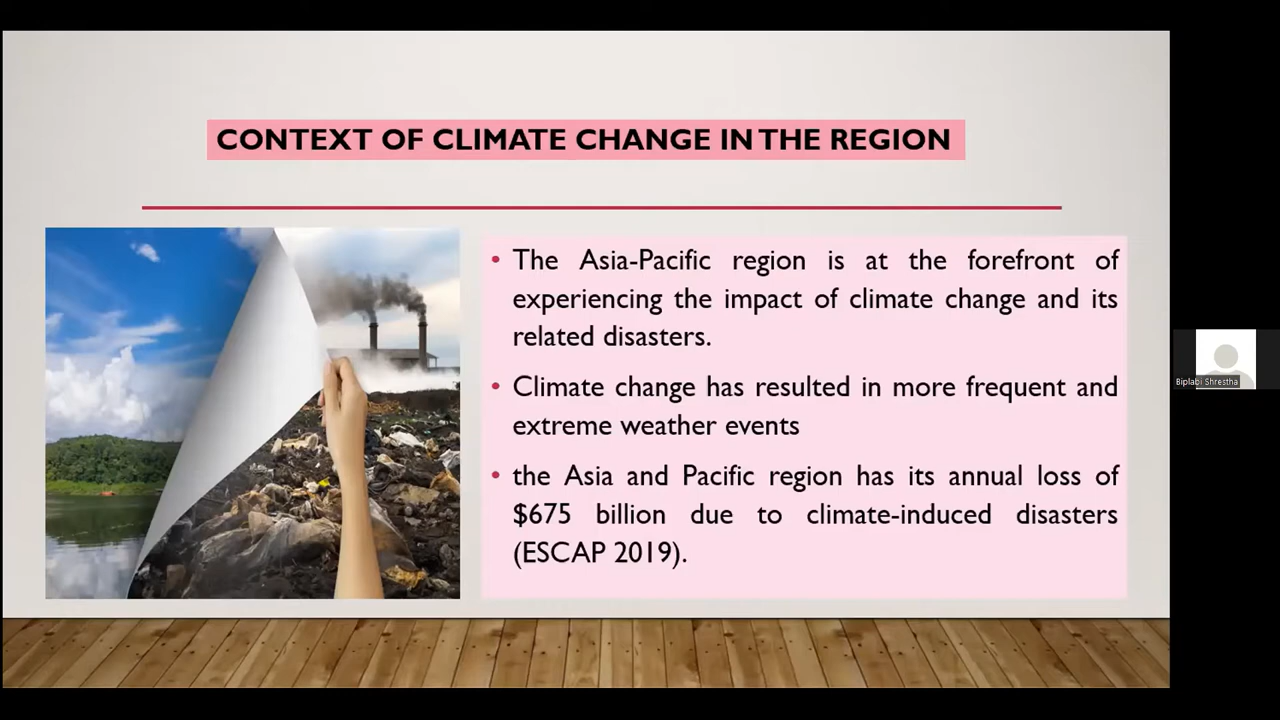 CONTEXT OF CLIMATE CHANGE IN THE REGION
• The Asia-Pacific region is at the forefront of
experiencing the impact of climate change and its
related disasters.
• Climate change has resulted in more frequent and
extreme weather events
• the Asia and Pacific region has its annual loss of
$675 billion due to climate-induced disasters
(ESCAP 2019).
Biplabi Shrestha